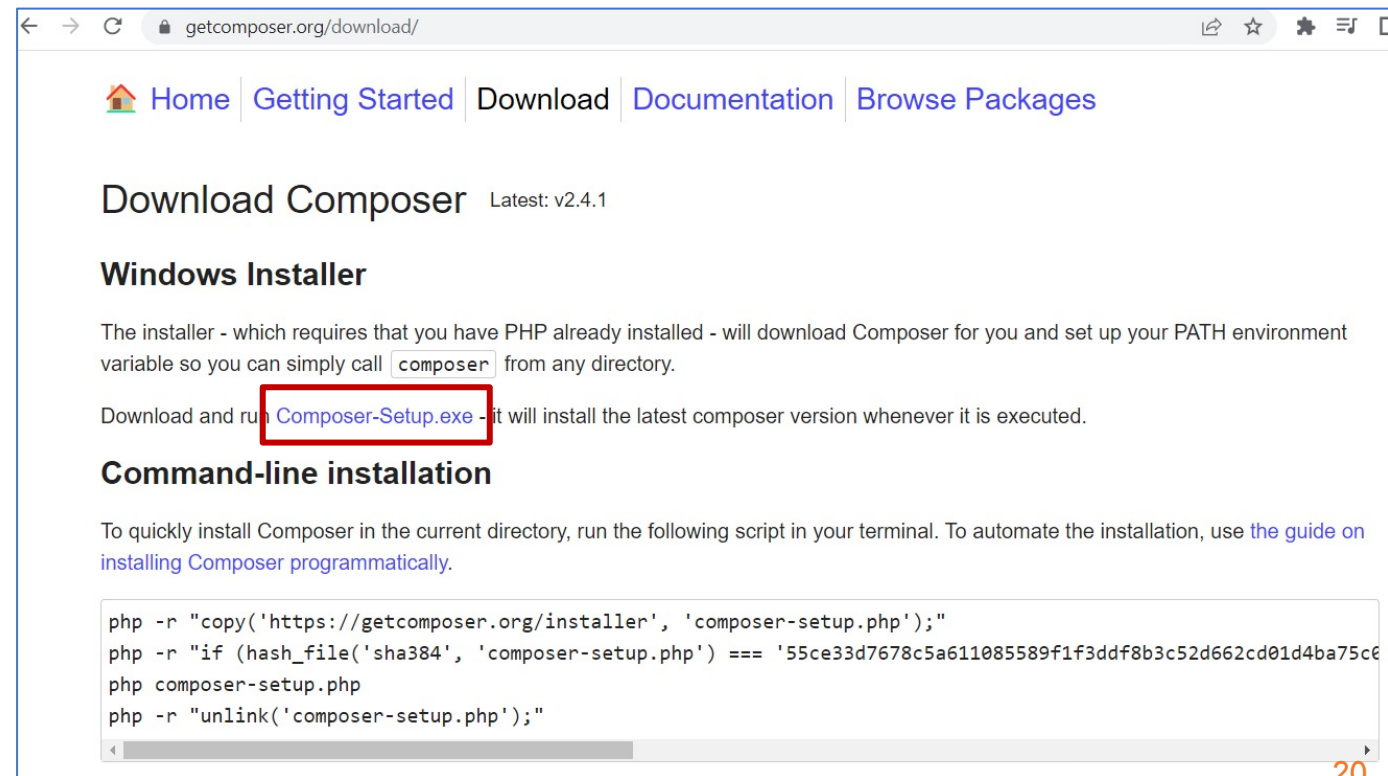 getcomposer.org/download/
Home Getting Started Download Documentation Browse Packages
Download Composer Latest: v2.4.1
Windows Installer
The installer - which requires that you have PHP already installed - will download Composer for you and set up your PATH environment
variable so you can simply call composer from any directory.
Download and run Composer-Setup.exe - it will install the latest composer version whenever it is executed.
Command-line installation
To quickly install Composer in the current directory, run the following script in your terminal. To automate the installation, use the guide on
installing Composer programmatically.
php -r "copy('https://getcomposer.org/installer', 'composer-setup.php');"
php -r "if (hash_file('sha384', 'composer-setup.php') === '55ce33d7678c5a611085589f1f3ddf8b3c52d662cd01d4ba75c
php composer-setup.php
php -r "unlink('composer-setup.php');"
20